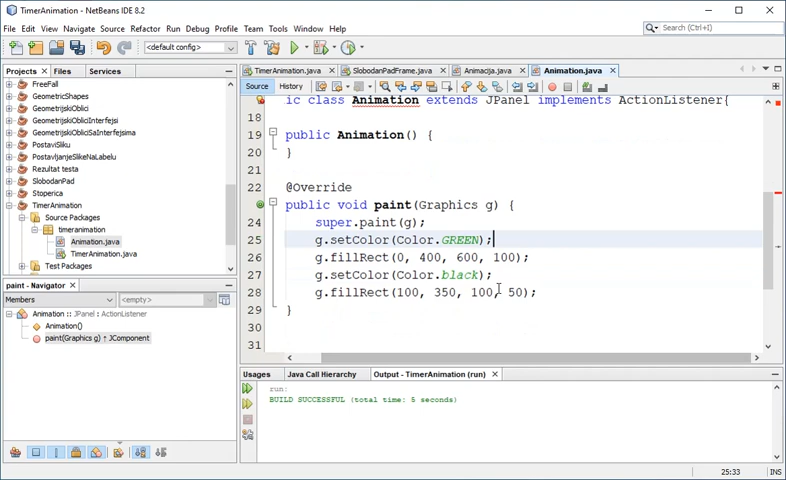 TimerAnimation - NetBeans IDE 8.2
File Edit View Navigate Source Refactor Run Debug Profile Team Tools Window Help
Search (Ctrl+I)
<default config>
Projects Files Services
TimerAnimation.java SlobodanPadFrame.java Animacija.java Animation.java
Source History
FreeFall
GeometricShapes
GeometrijskiOblici
GeometrijskiOblciInterfejsi
GeometrijskiOblciSaInterfejsima
PostaviSliku
PostavljanjeSlikeNaLabelu
Rezultat testa
SlobodanPad
Stoperica
TimerAnimation
Source Packages
timeranimation
Animation.java
TimerAnimation.java
Test Packages
ic class Animation extends JPanel implements ActionListener{
18
19 public Animation() {
20 }
21
22 @Override
public void paint(Graphics g) {
24 super.paint(g);
25 g.setColor(Color.GREEN);
26 g.fillRect(0, 400, 600, 100);
27 g.setColor(Color.black);
28 g.fillRect(100, 350, 100, 50);
29 }
30
31
paint - Navigator
Members <empty>
Animation :: JPanel : ActionListener
Animation()
paint(Graphics g) ↑ JComponent
Usages Java Call Hierarchy Output - TimerAnimation (run)
run:
BUILD SUCCESSFUL (total time: 5 seconds)
25:33 INS